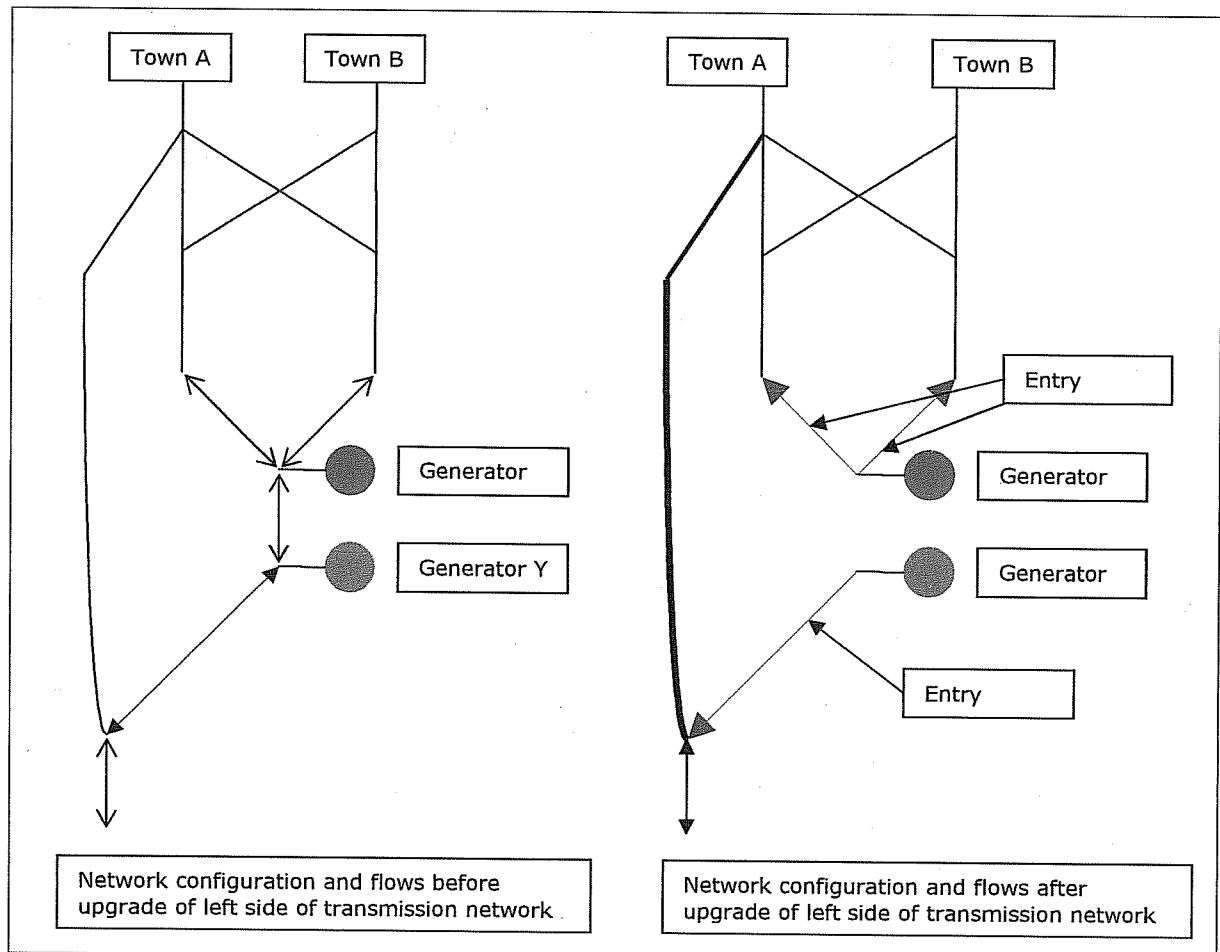 Town A
Town B
Generator
Generator Y
Network configuration and flows before
upgrade of left side of transmission network
Town A
Town B
Entry
Generator
Generator
Entry
Network configuration and flows after
upgrade of left side of transmission network